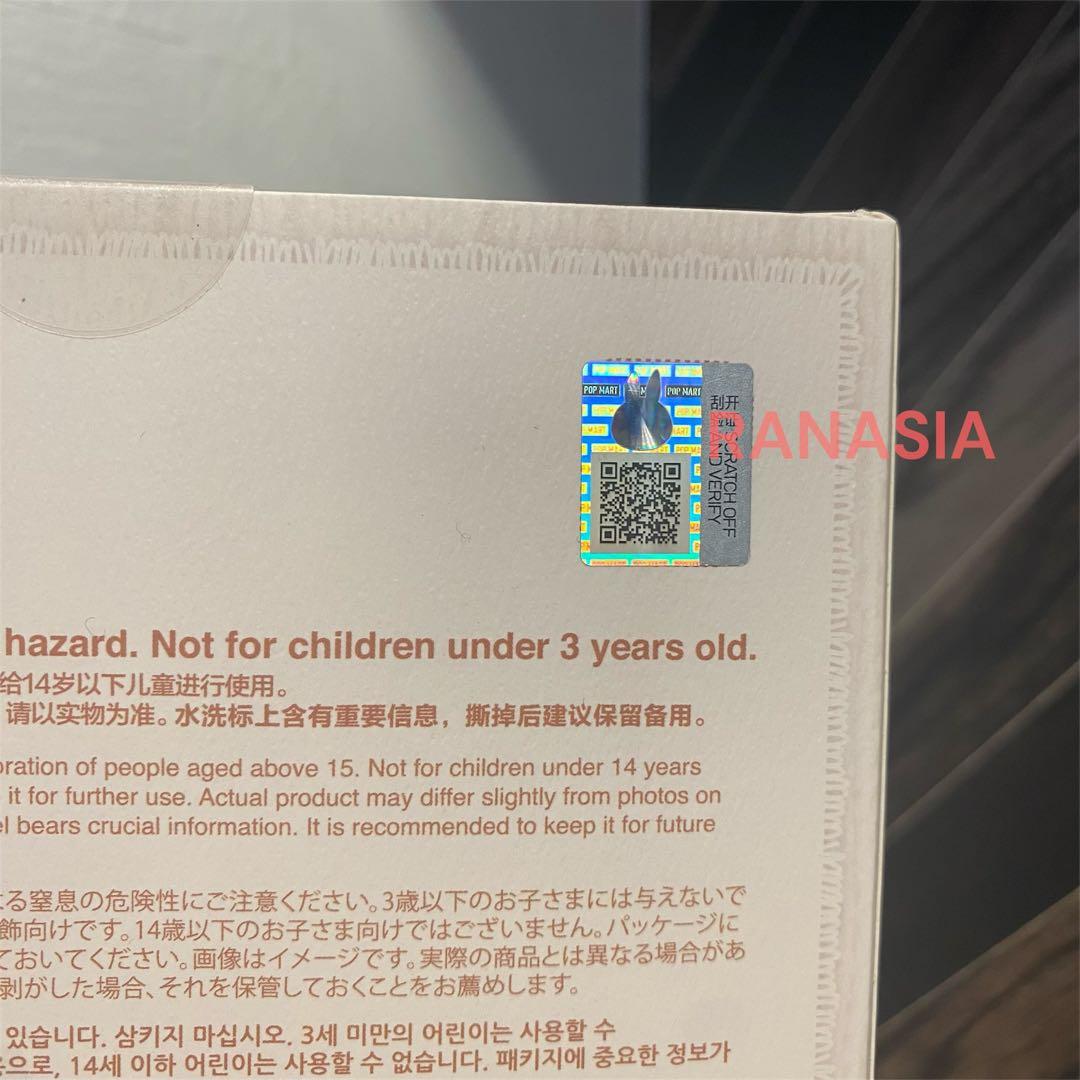 POP MART
POP MART
刮开
SCRATCH OFF
AND VERIFY
RANASIA
hazard. Not for children under 3 years old.
给14岁以下儿童进行使用。
请以实物为准。水洗标上含有重要信息，撕掉后建议保留备用。
oration of people aged above 15. Not for children under 14 years
it for further use. Actual product may differ slightly from photos on
el bears crucial information. It is recommended to keep it for future
る窒息の危険性にご注意ください。3歳以下のお子さまには与えないで
飾向けです。14歳以下のお子さま向けではございません。パッケージに
ておいてください。画像はイメージです。実際の商品とは異なる場合があ
剥がした場合、それを保管しておくことをお薦めします。
있습니다. 삼키지 마십시오. 3세 미만의 어린이는 사용할 수
으로, 14세 이하 어린이는 사용할 수 없습니다. 패키지에 중요한 정보가